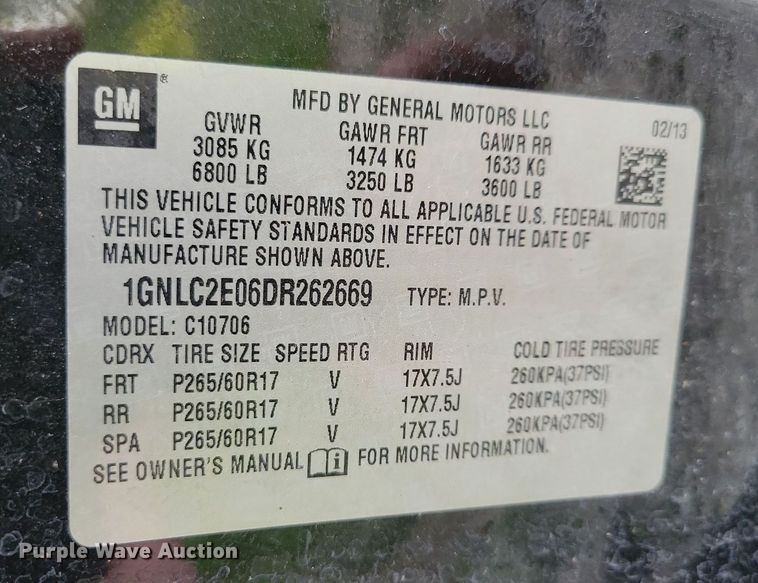 GM ®
MFD BY GENERAL MOTORS LLC 02/13
GVWR GAWR FRT GAWR RR
3085 KG 1474 KG 1633 KG
6800 LB 3250 LB 3600 LB
THIS VEHICLE CONFORMS TO ALL APPLICABLE U.S. FEDERAL MOTOR
VEHICLE SAFETY STANDARDS IN EFFECT ON THE DATE OF
MANUFACTURE SHOWN ABOVE.
1GNLC2E06DR262669 TYPE: M.P.V.
MODEL: C10706
CDRX TIRE SIZE SPEED RTG RIM COLD TIRE PRESSURE
FRT P265/60R17 V 17X7.5J 260KPA(37PSI)
RR P265/60R17 V 17X7.5J 260KPA(37PSI)
SPA P265/60R17 V 17X7.5J 260KPA(37PSI)
SEE OWNER'S MANUAL i FOR MORE INFORMATION.
Purple Wave Auction